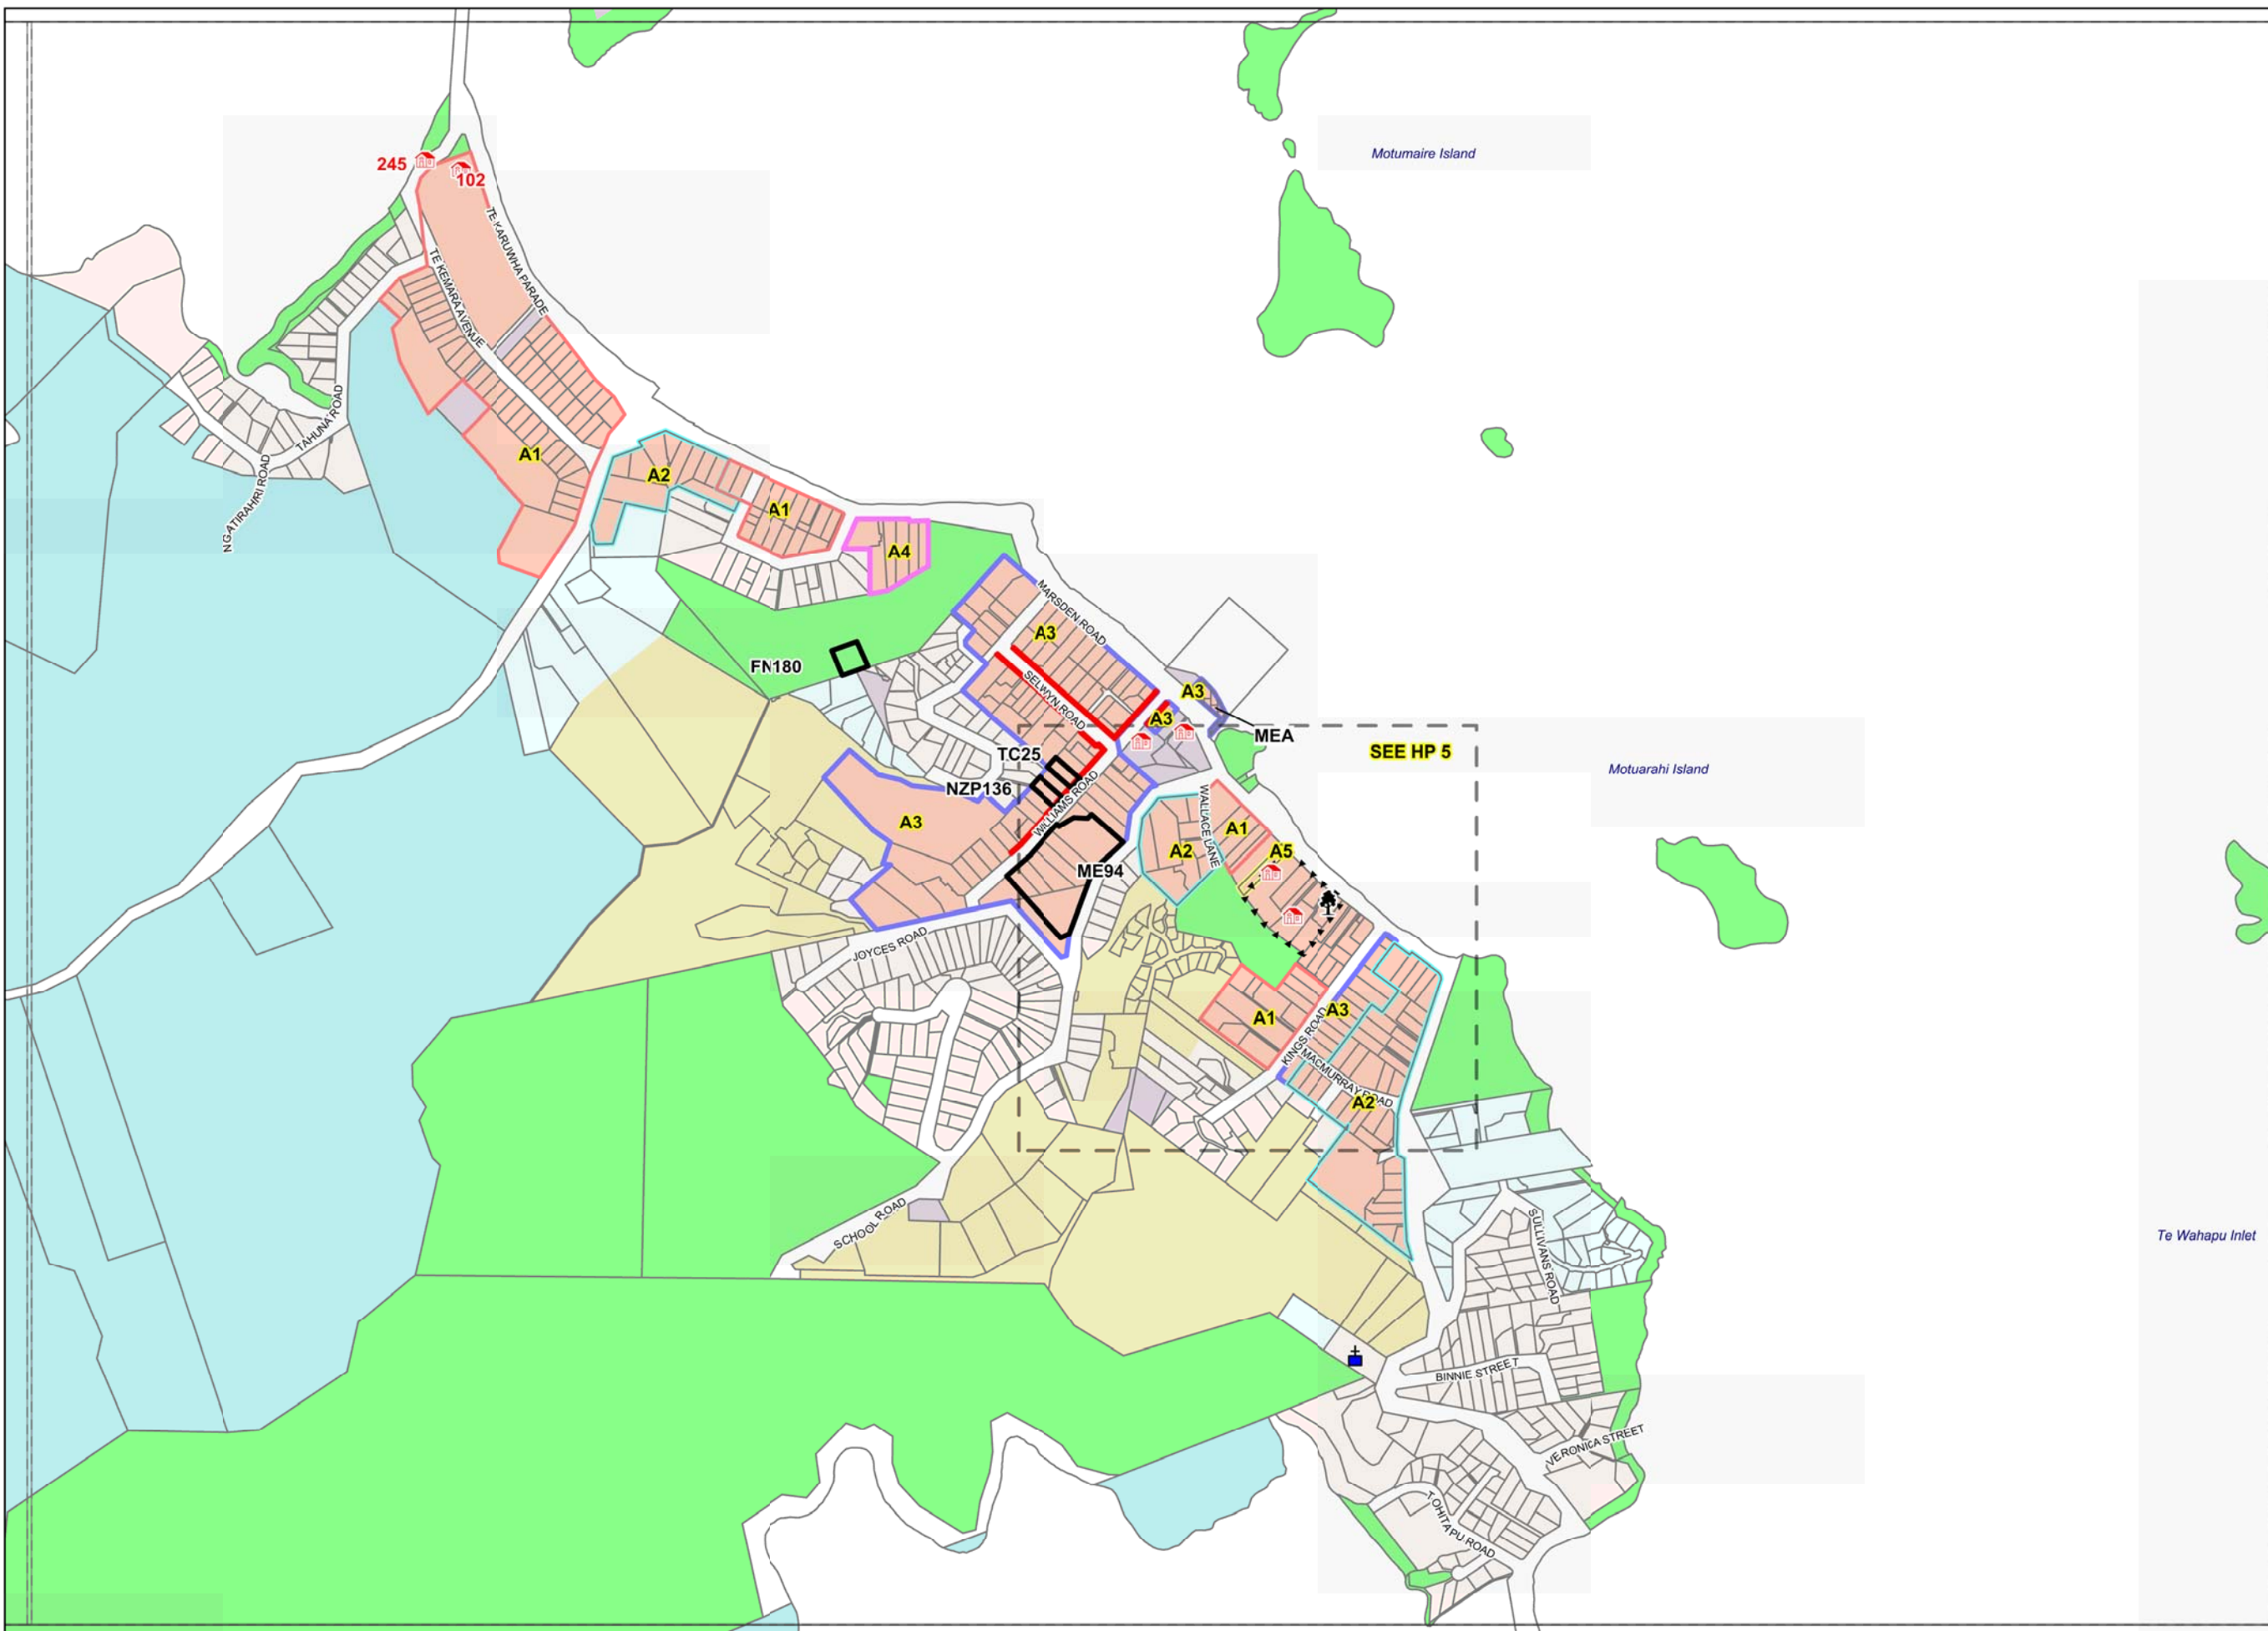 Motumaire Island
245
102
TE KARUWHA PARADE
TE KEMARA AVENUE
TAHUNA ROAD
NGATIRAHIRI ROAD
A1
A2
A1
A4
MARSDEN ROAD
A3
FN180
SELWYN ROAD
A3
A3
MEA
SEE HP 5
TC25
Motuarahi Island
NZP136
WILLIAMS ROAD
WALLACE LANE
A3
A1
A2
A5
ME94
JOYCES ROAD
A1
A3
KINGS ROAD
MACMURRAY ROAD
A2
SCHOOL ROAD
SULLIVANS ROAD
Te Wahapu Inlet
BINNIE STREET
VERONICA STREET
TOHITAPU ROAD